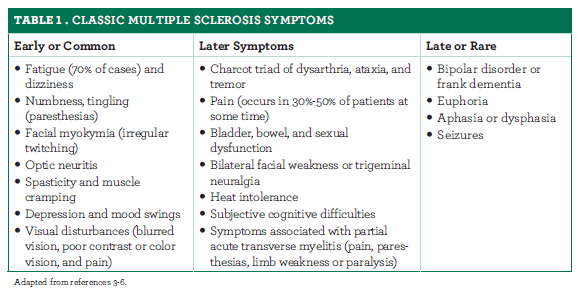 TABLE 1. CLASSIC MULTIPLE SCLEROSIS SYMPTOMS
Early or Common
• Fatigue (70% of cases) and
dizziness
• Numbness, tingling
(paresthesias)
• Facial myokymia (irregular
twitching)
• Optic neuritis
• Spasticity and muscle
cramping
• Depression and mood swings
• Visual disturbances (blurred
vision, poor contrast or color
vision, and pain)
Later Symptoms
• Charcot triad of dysarthria, ataxia, and
tremor
• Pain (occurs in 30%-50% of patients at
some time)
• Bladder, bowel, and sexual
dysfunction
• Bilateral facial weakness or trigeminal
neuralgia
• Heat intolerance
• Subjective cognitive difficulties
• Symptoms associated with partial
acute transverse myelitis (pain, pares-
thesias, limb weakness or paralysis)
Late or Rare
• Bipolar disorder or
frank dementia
• Euphoria
• Aphasia or dysphasia
• Seizures
Adapted from references 3-6.